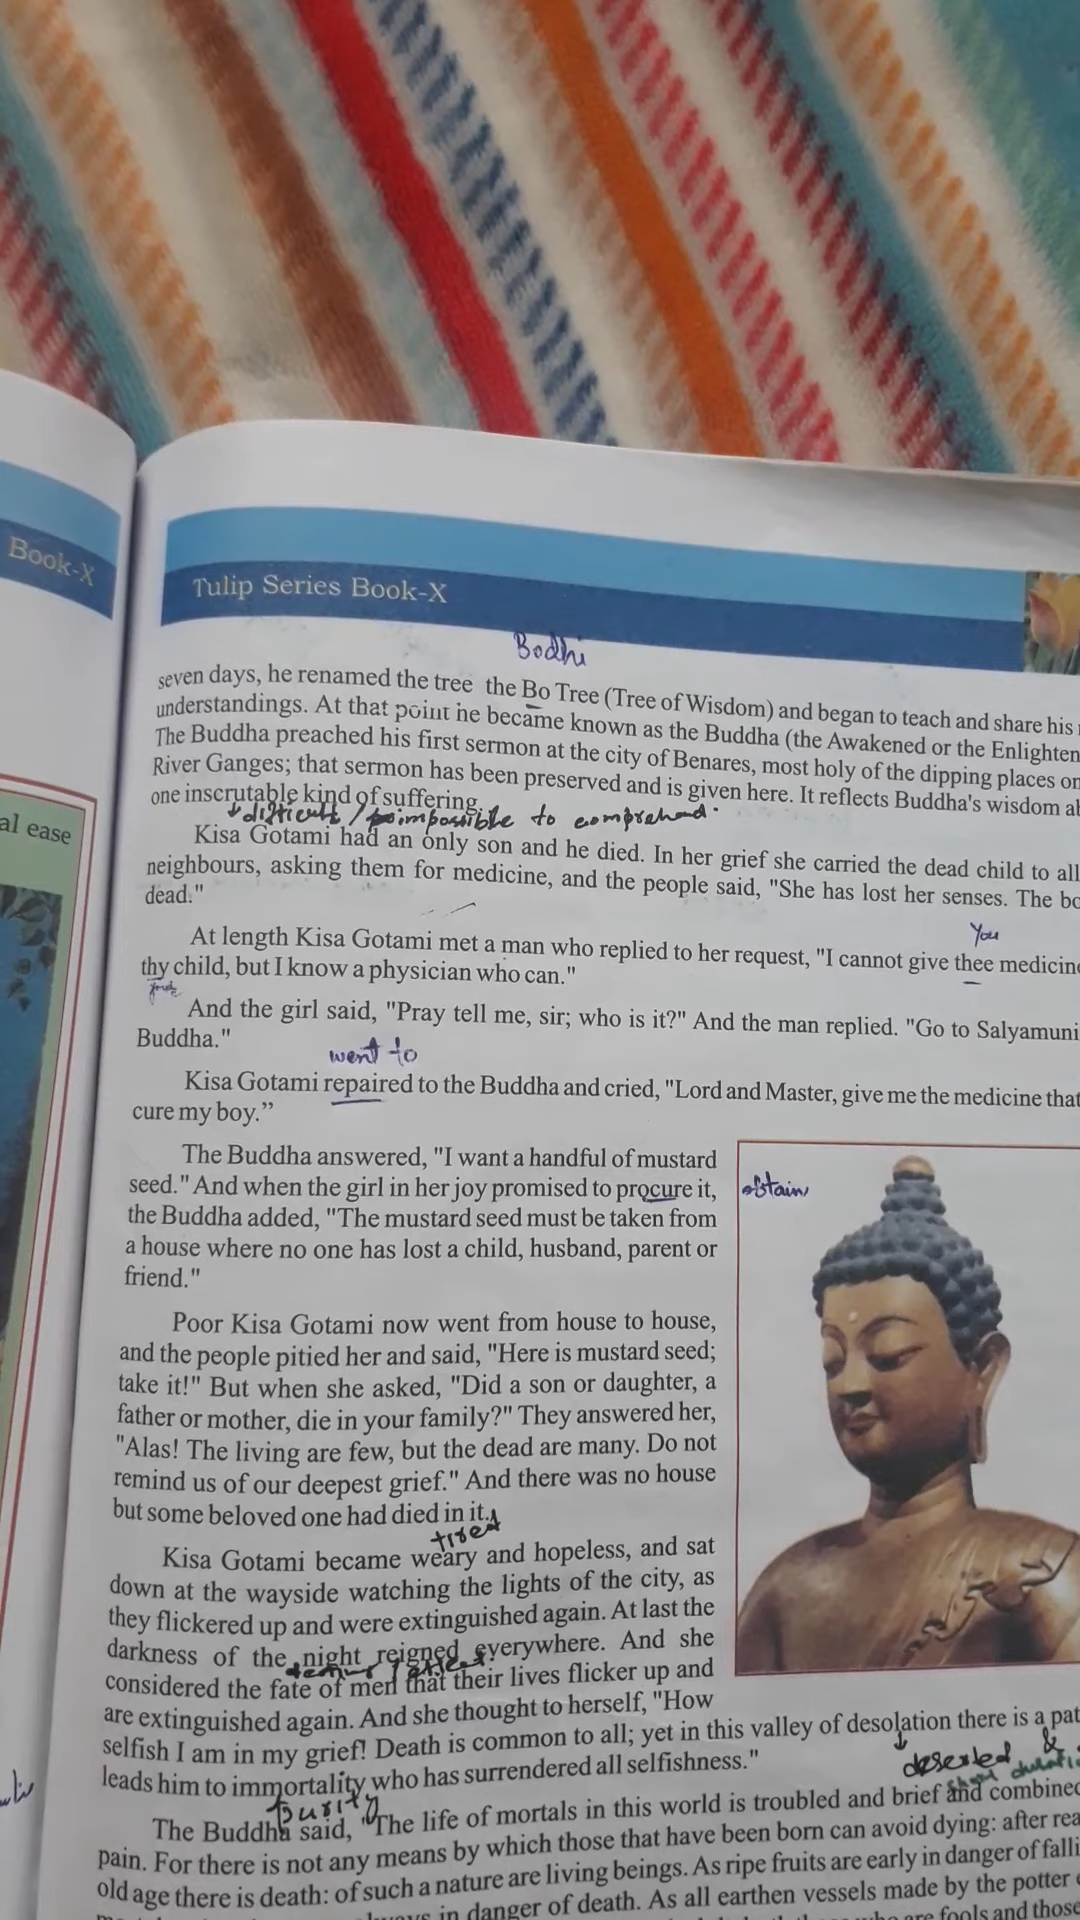 Book-X
al ease
Tulip Series Book-X
Bodhi
seven days, he renamed the tree the Bo Tree (Tree of Wisdom) and began to teach and share his
understandings. At that point he became known as the Buddha (the Awakened or the Enlighten
The Buddha preached his first sermon at the city of Benares, most holy of the dipping places on
River Ganges; that sermon has been preserved and is given here. It reflects Buddha's wisdom ab
one inscrutable kind of suffering.
difficult / impossible to comprehend.
Kisa Gotami had an only son and he died. In her grief she carried the dead child to all
neighbours, asking them for medicine, and the people said, "She has lost her senses. The bo
dead."
You
At length Kisa Gotami met a man who replied to her request, "I cannot give thee medicine
thy child, but I know a physician who can."
And the girl said, "Pray tell me, sir; who is it?" And the man replied. "Go to Salyamuni
Buddha."
went to
Kisa Gotami repaired to the Buddha and cried, "Lord and Master, give me the medicine that
cure my boy.”
The Buddha answered, "I want a handful of mustard
seed." And when the girl in her joy promised to procure it,
obtain
the Buddha added, "The mustard seed must be taken from
a house where no one has lost a child, husband, parent or
friend."
Poor Kisa Gotami now went from house to house,
and the people pitied her and said, "Here is mustard seed;
take it!" But when she asked, "Did a son or daughter, a
father or mother, die in your family?" They answered her,
"Alas! The living are few, but the dead are many. Do not
remind us of our deepest grief." And there was no house
but some beloved one had died in it.
tired
Kisa Gotami became weary and hopeless, and sat
down at the wayside watching the lights of the city, as
they flickered up and were extinguished again. At last the
darkness of the night reigned everywhere. And she
considered the fate of men that their lives flicker up and
are extinguished again. And she thought to herself, "How
selfish I am in my grief! Death is common to all; yet in this valley of desolation there is a pat
deserted &
leads him to immortality who has surrendered all selfishness."
purity
short
The Buddha said, "The life of mortals in this world is troubled and brief and combined
pain. For there is not any means by which those that have been born can avoid dying: after rea
old age there is death: of such a nature are living beings. As ripe fruits are early in danger of falli
in danger of death. As all earthen vessels made by the potter
are fools and those